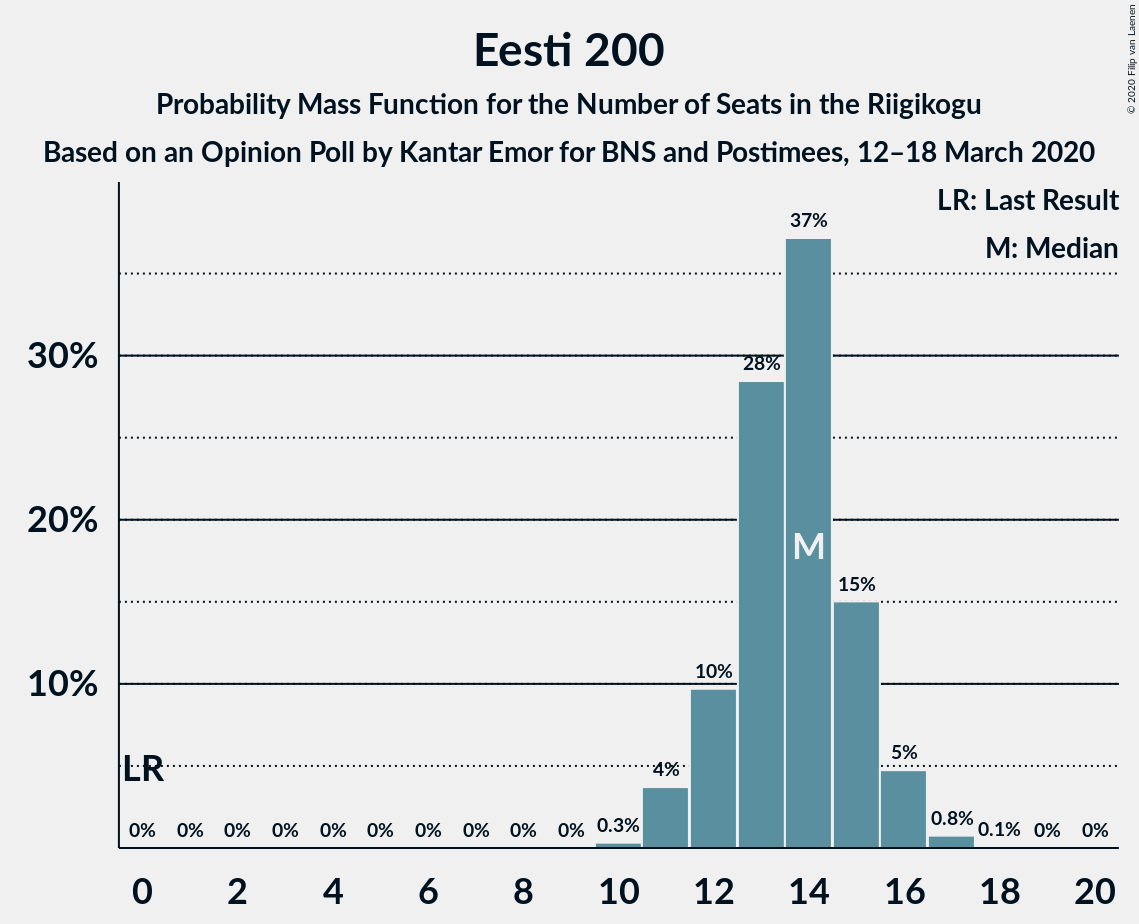 Eesti 200
Probability Mass Function for the Number of Seats in the Riigikogu
Based on an Opinion Poll by Kantar Emor for BNS and Postimees, 12–18 March 2020
© 2020 Filip van Laenen
LR: Last Result
M: Median
37%
30%
28%
20%
M
15%
10%
10%
5%
LR
4%
0% 0% 0% 0% 0% 0% 0% 0% 0% 0% 0.3% 0.8% 0.1% 0% 0%
0 2 4 6 8 10 12 14 16 18 20